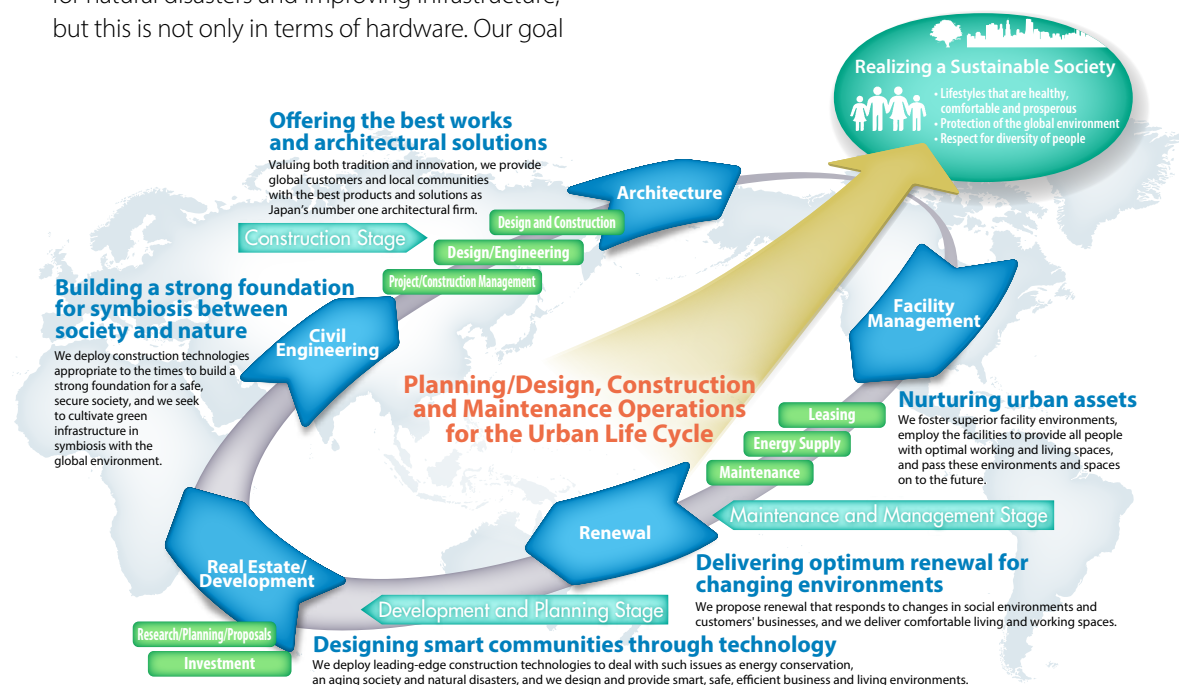 for natural disasters and improving infrastructure,
but this is not only in terms of hardware. Our goal
Realizing a Sustainable Society
• Lifestyles that are healthy,
comfortable and prosperous
• Protection of the global environment
• Respect for diversity of people
Offering the best works
and architectural solutions
Valuing both tradition and innovation, we provide
global customers and local communities
with the best products and solutions as
Japan's number one architectural firm.
Architecture
Design and Construction
Construction Stage
Design/Engineering
Project/Construction Management
Building a strong foundation
for symbiosis between
society and nature
We deploy construction technologies
appropriate to the times to build a
strong foundation for a safe,
secure society, and we seek
to cultivate green
infrastructure in
symbiosis with the
global environment.
Civil
Engineering
Facility
Management
Planning/Design, Construction
and Maintenance Operations
for the Urban Life Cycle
Leasing
Energy Supply
Maintenance
Nurturing urban assets
We foster superior facility environments,
employ the facilities to provide all people
with optimal working and living spaces,
and pass these environments and spaces
on to the future.
Maintenance and Management Stage
Renewal
Delivering optimum renewal for
changing environments
We propose renewal that responds to changes in social environments and
customers' businesses, and we deliver comfortable living and working spaces.
Real Estate/
Development
Development and Planning Stage
Research/Planning/Proposals
Investment
Designing smart communities through technology
We deploy leading-edge construction technologies to deal with such issues as energy conservation,
an aging society and natural disasters, and we design and provide smart, safe, efficient business and living environments.